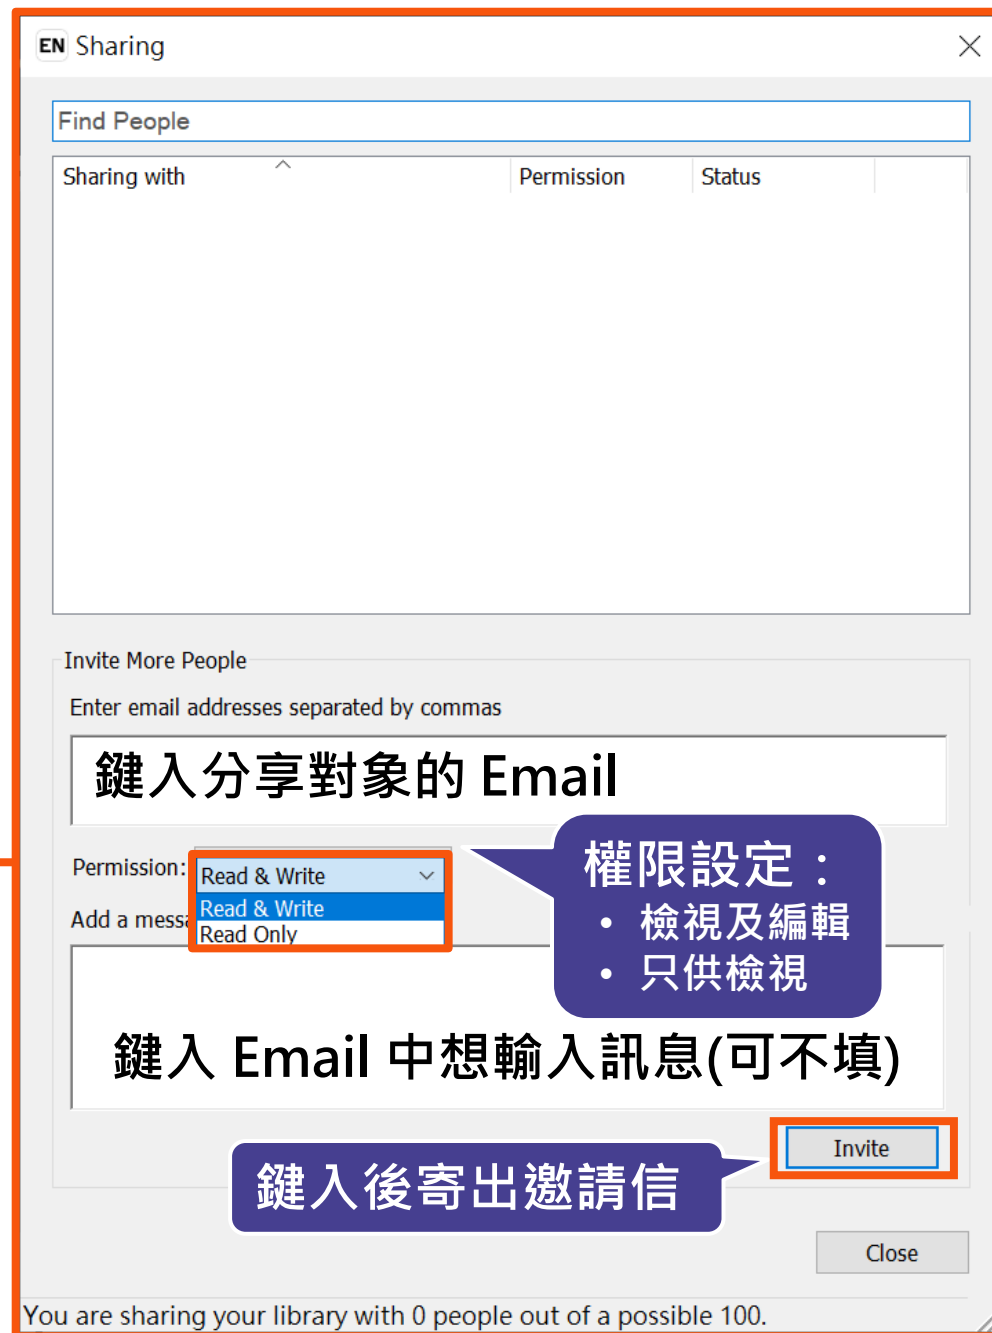 EN Sharing
Find People
Sharing with Permission Status
Invite More People
Enter email addresses separated by commas
鍵入分享對象的 Email
Permission: Read & Write
Read & Write
Read Only
權限設定：
• 檢視及編輯
• 只供檢視
Add a messa
鍵入 Email 中想輸入訊息(可不填)
Invite
鍵入後寄出邀請信
Close
You are sharing your library with 0 people out of a possible 100.